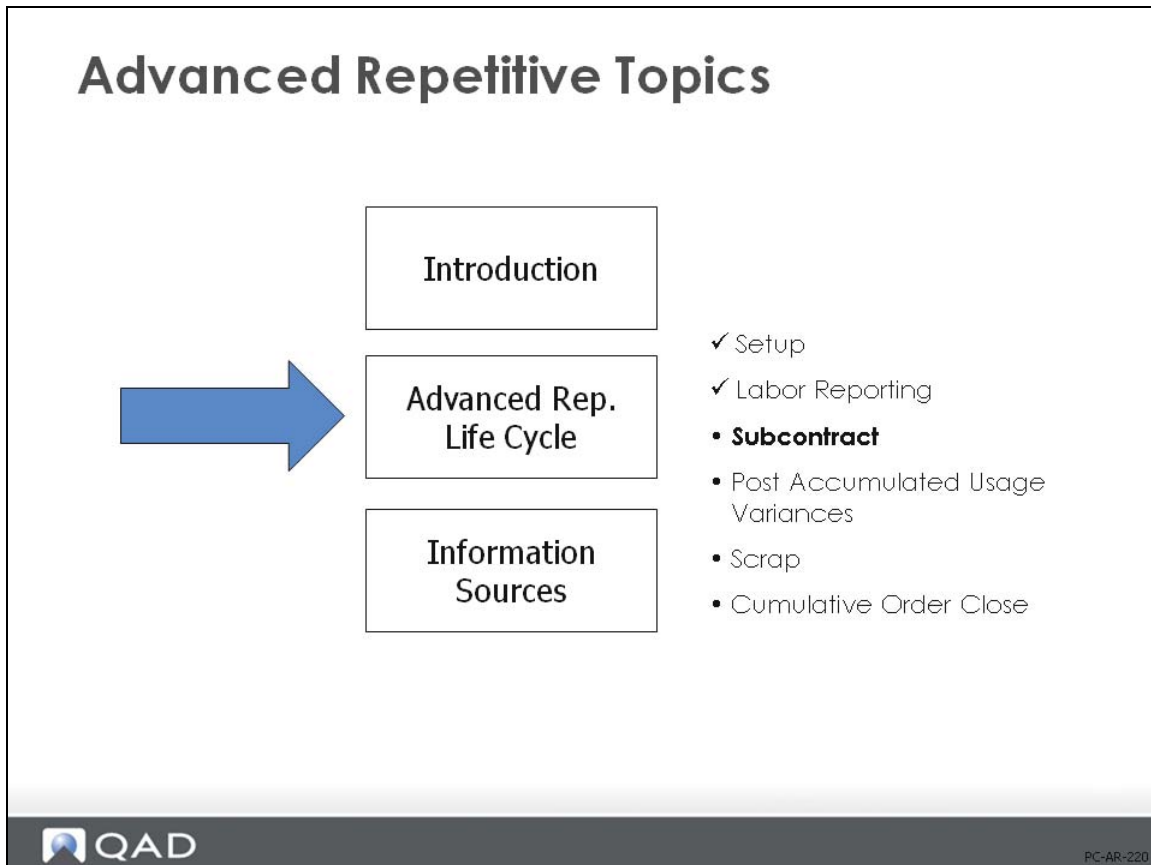 Advanced Repetitive Topics
Introduction
Advanced Rep.
Life Cycle
Information
Sources
✓ Setup
✓ Labor Reporting
• Subcontract
• Post Accumulated Usage
Variances
• Scrap
• Cumulative Order Close
QAD
PC-AR-220